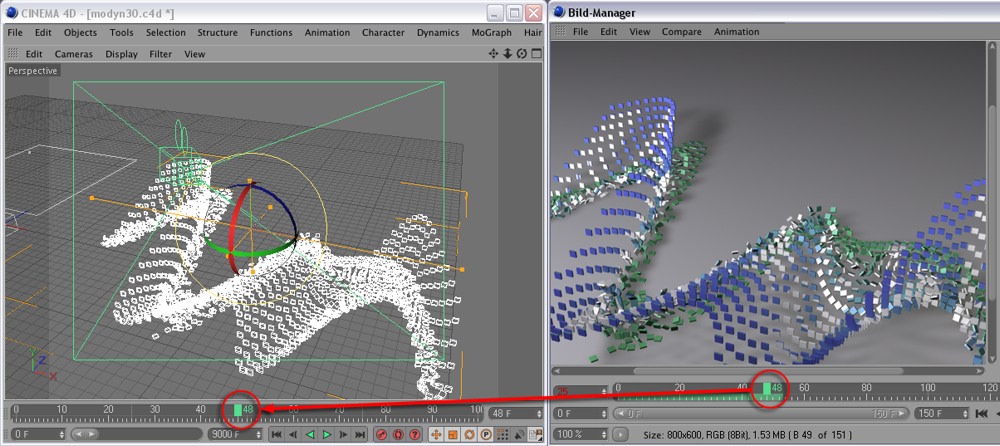 CINEMA 4D - [modyn30.c4d *]
File Edit Objects Tools Selection Structure Functions Animation Character Dynamics MoGraph Hair
Edit Cameras Display Filter View
Perspective
Z
X
0 10 20 30 40 48 60 70 80 90 100
48 F
0 F
9000 F
P
Bild-Manager
File Edit View Compare Animation
0 20 40 48 80 100 120
0 F
0 F
150 F
150 F
100 %
Size: 800x600, RGB (8Bit), 1.53 MB ( B 49 of 151 )